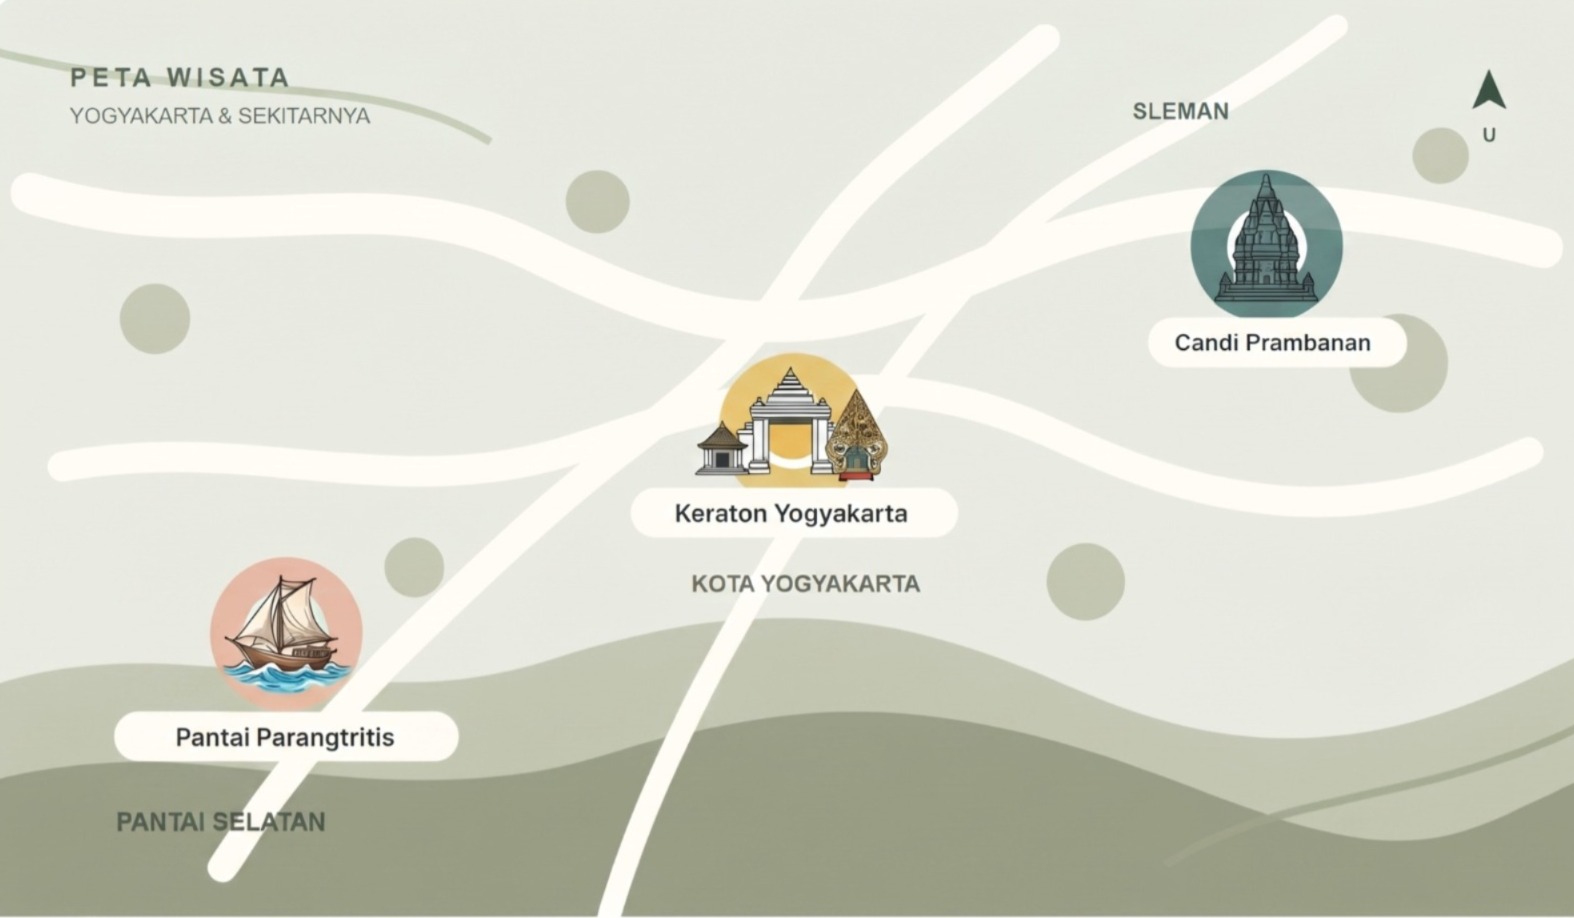 PETA WISATA
YOGYAKARTA & SEKITARNYA
SLEMAN
U
Candi Prambanan
Keraton Yogyakarta
KOTA YOGYAKARTA
Pantai Parangtritis
PANTAI SELATAN